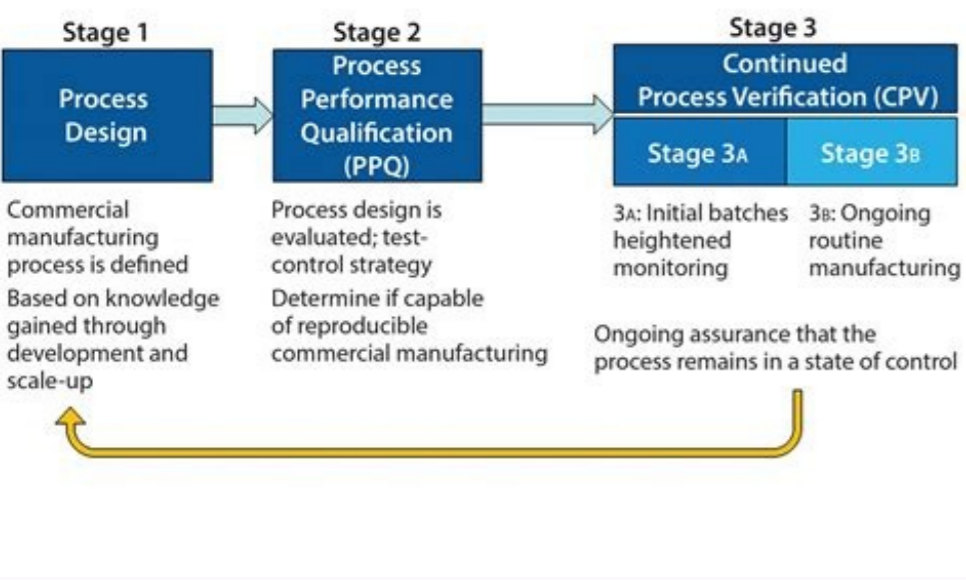 Stage 1
Process
Design
Commercial
manufacturing
process is defined
Based on knowledge
gained through
development and
scale-up
Stage 2
Process
Performance
Qualification
(PPQ)
Process design is
evaluated; test-
control strategy
Determine if capable
of reproducible
commercial manufacturing
Stage 3
Continued
Process Verification (CPV)
Stage 3A
Stage 3B
3A: Initial batches
heightened
monitoring
3B: Ongoing
routine
manufacturing
Ongoing assurance that the
process remains in a state of control